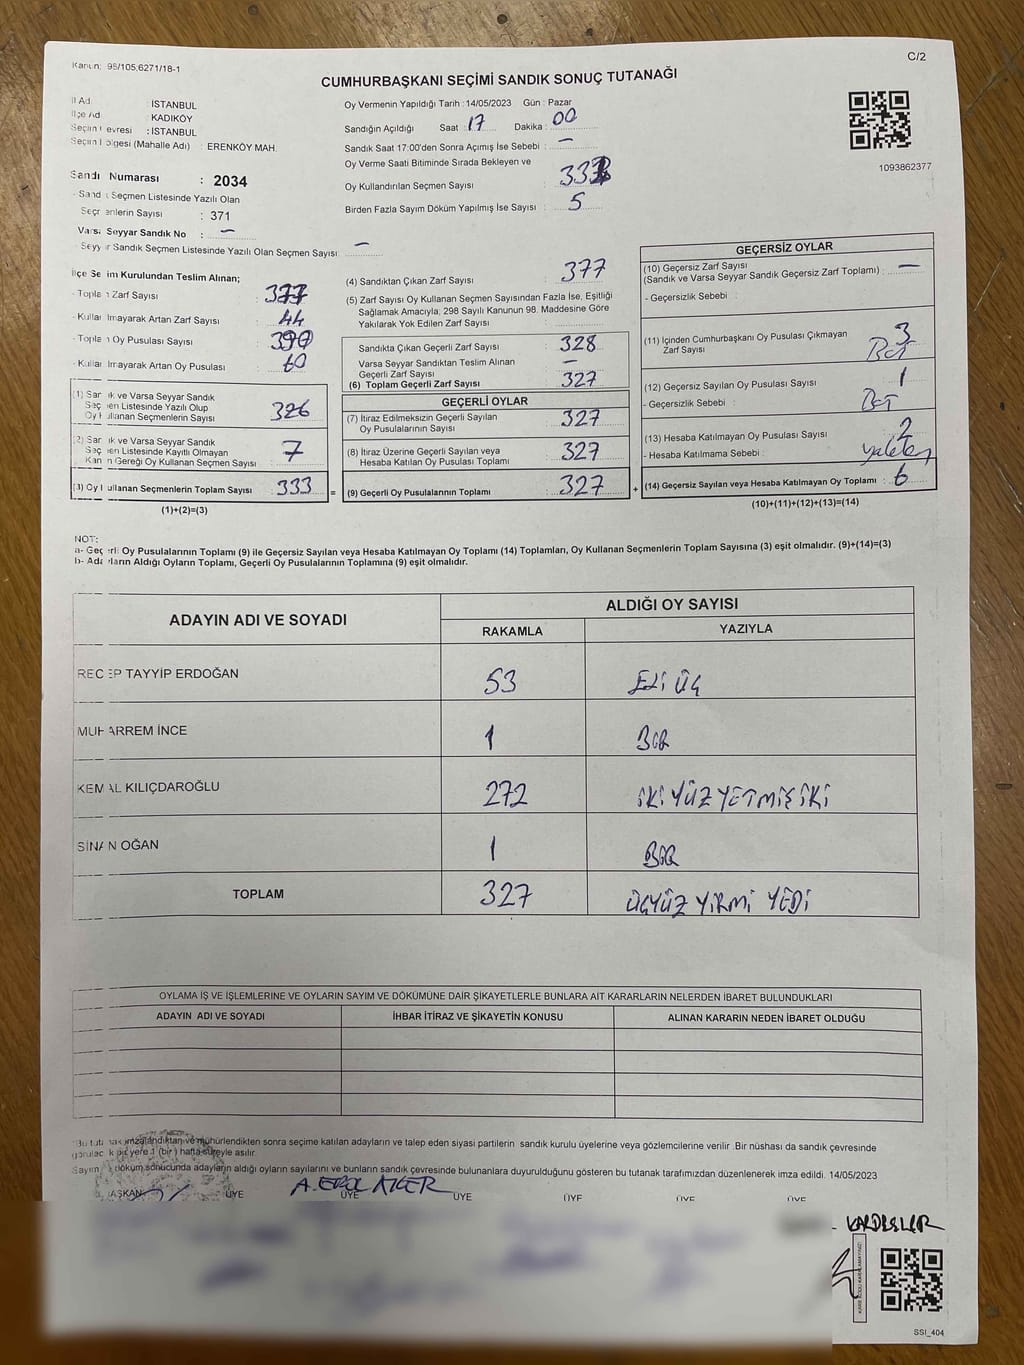 Kanun: 95/105,6271/18-1
C/2
CUMHURBAŞKANI SEÇİMİ SANDIK SONUÇ TUTANAĞI
İl Ad : İSTANBUL
İlçe Ad : KADIKÖY
Seçim Çevresi : İSTANBUL
Seçim Bölgesi (Mahalle Adı) : ERENKÖY MAH.
Sandı Numarası : 2034
Sandı Seçmen Listesinde Yazılı Olan
Seçmenlerin Sayısı : 371
Varsa Seyyar Sandık No : —
Seyyar Sandık Seçmen Listesinde Yazılı Olan Seçmen Sayısı: —
Oy Vermenin Yapıldığı Tarih : 14/05/2023 Gün : Pazar
Sandığın Açıldığı Saat : 17 Dakika : 00
Sandık Saat 17:00'den Sonra Açımış İse Sebebi : —
Oy Verme Saati Bitiminde Sırada Bekleyen ve
Oy Kullandırılan Seçmen Sayısı :
Birden Fazla Sayım Döküm Yapılmış İse Sayısı : 5
1093862377
İlçe Seçim Kurulundan Teslim Alınan;
- Toplam Zarf Sayısı : 377
- Kullanılmayarak Artan Zarf Sayısı : 44
- Toplam Oy Pusulası Sayısı :
- Kullanılmayarak Artan Oy Pusulası : 60
(1) Sandık ve Varsa Seyyar Sandık
Seçmen Listesinde Yazılı Olup
Oy Kullanan Seçmenlerin Sayısı : 326
(2) Sandık ve Varsa Seyyar Sandık
Seçmen Listesinde Kayıtlı Olmayan
Kanun Gereği Oy Kullanan Seçmen Sayısı : 7
(3) Oy Kullanan Seçmenlerin Toplam Sayısı : 333
(1)+(2)=(3)
=
(4) Sandıktan Çıkan Zarf Sayısı : 377
(5) Zarf Sayısı Oy Kullanan Seçmen Sayısından Fazla İse, Eşitliği
Sağlamak Amacıyla, 298 Sayılı Kanunun 98. Maddesine Göre
Yakılarak Yok Edilen Zarf Sayısı :
Sandıkta Çıkan Geçerli Zarf Sayısı : 328
Varsa Seyyar Sandıktan Teslim Alınan
Geçerli Zarf Sayısı : —
(6) Toplam Geçerli Zarf Sayısı : 327
GEÇERLİ OYLAR
(7) İtiraz Edilmeksizin Geçerli Sayılan
Oy Pusulalarının Sayısı : 327
(8) İtiraz Üzerine Geçerli Sayılan veya
Hesaba Katılan Oy Pusulası Toplamı : 327
(9) Geçerli Oy Pusulalarının Toplamı : 327
+
GEÇERSİZ OYLAR
(10) Geçersiz Zarf Sayısı
(Sandık ve Varsa Seyyar Sandık Geçersiz Zarf Toplamı) : —
- Geçersizlik Sebebi :
(11) İçinden Cumhurbaşkanı Oy Pusulası Çıkmayan
Zarf Sayısı : 3
(12) Geçersiz Sayılan Oy Pusulası Sayısı : 1
- Geçersizlik Sebebi :
(13) Hesaba Katılmayan Oy Pusulası Sayısı : 2
- Hesaba Katılmama Sebebi :
(14) Geçersiz Sayılan veya Hesaba Katılmayan Oy Toplamı : 6
(10)+(11)+(12)+(13)=(14)
NOT:
a- Geçerli Oy Pusulalarının Toplamı (9) ile Geçersiz Sayılan veya Hesaba Katılmayan Oy Toplamı (14) Toplamları, Oy Kullanan Seçmenlerin Toplam Sayısına (3) eşit olmalıdır. (9)+(14)=(3)
b- Adayların Aldığı Oyların Toplamı, Geçerli Oy Pusulalarının Toplamına (9) eşit olmalıdır.
ADAYIN ADI VE SOYADI
ALDIĞI OY SAYISI
RAKAMLA YAZIYLA
RECEP TAYYİP ERDOĞAN 53 ELİ ÜÇ
MUHARREM İNCE 1 BİR
KEMAL KILIÇDAROĞLU 272 İKİ YÜZ YETMİŞ İKİ
SİNAN OĞAN 1 BİR
TOPLAM 327 ÜÇYÜZ YİRMİ YEDİ
OYLAMA İŞ VE İŞLEMLERINE VE OYLARIN SAYIM VE DÖKÜMÜNE DAİR ŞİKAYETLERLE BUNLARA AİT KARARLARIN NELERDEN İBARET BULUNDUKLARI
ADAYIN ADI VE SOYADI İHBAR İTİRAZ VE ŞİKAYETİN KONUSU ALINAN KARARIN NEDEN İBARET OLDUĞU
Bu tutanak imzalandıktan ve mühürlendikten sonra seçime katılan adayların ve talep eden siyasi partilerin sandık kurulu üyelerine veya gözlemcilerine verilir. Bir nüshası da sandık çevresinde
görülecek bir yere 1 (bir) hafta süreyle asılır.
Sayım döküm sonucunda adayların aldığı oyların sayılarını ve bunların sandık çevresinde bulunanlara duyurulduğunu gösteren bu tutanak tarafımızdan düzenlenerek imza edildi. 14/05/2023
BAŞKAN ÜYE ÜYE ÜYE ÜYE ÜYE ÜYE
KARDEŞLER
KARE KODU KARALAMAYINIZ!
SSI_404